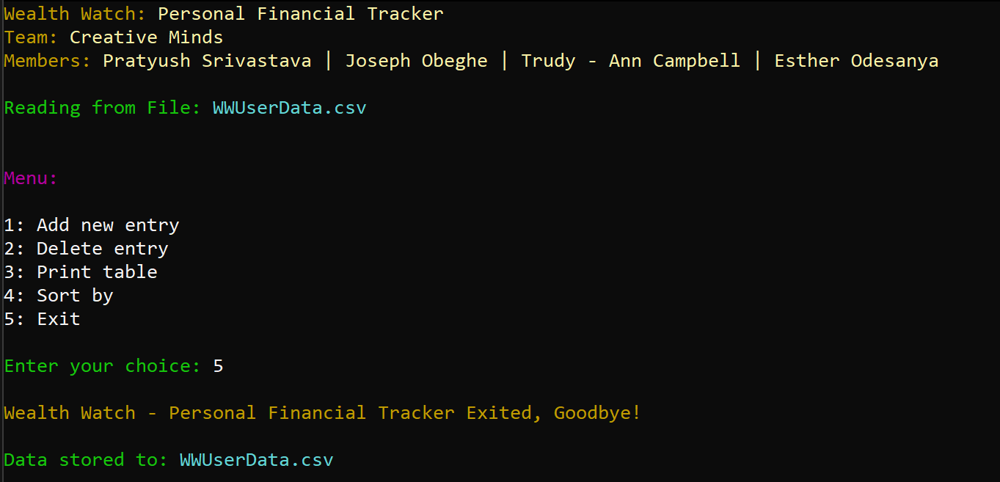 Wealth Watch: Personal Financial Tracker
Team: Creative Minds
Members: Pratyush Srivastava | Joseph Obeghe | Trudy - Ann Campbell | Esther Odesanya
Reading from File: WWUserData.csv
Menu:
1: Add new entry
2: Delete entry
3: Print table
4: Sort by
5: Exit
Enter your choice: 5
Wealth Watch - Personal Financial Tracker Exited, Goodbye!
Data stored to: WWUserData.csv